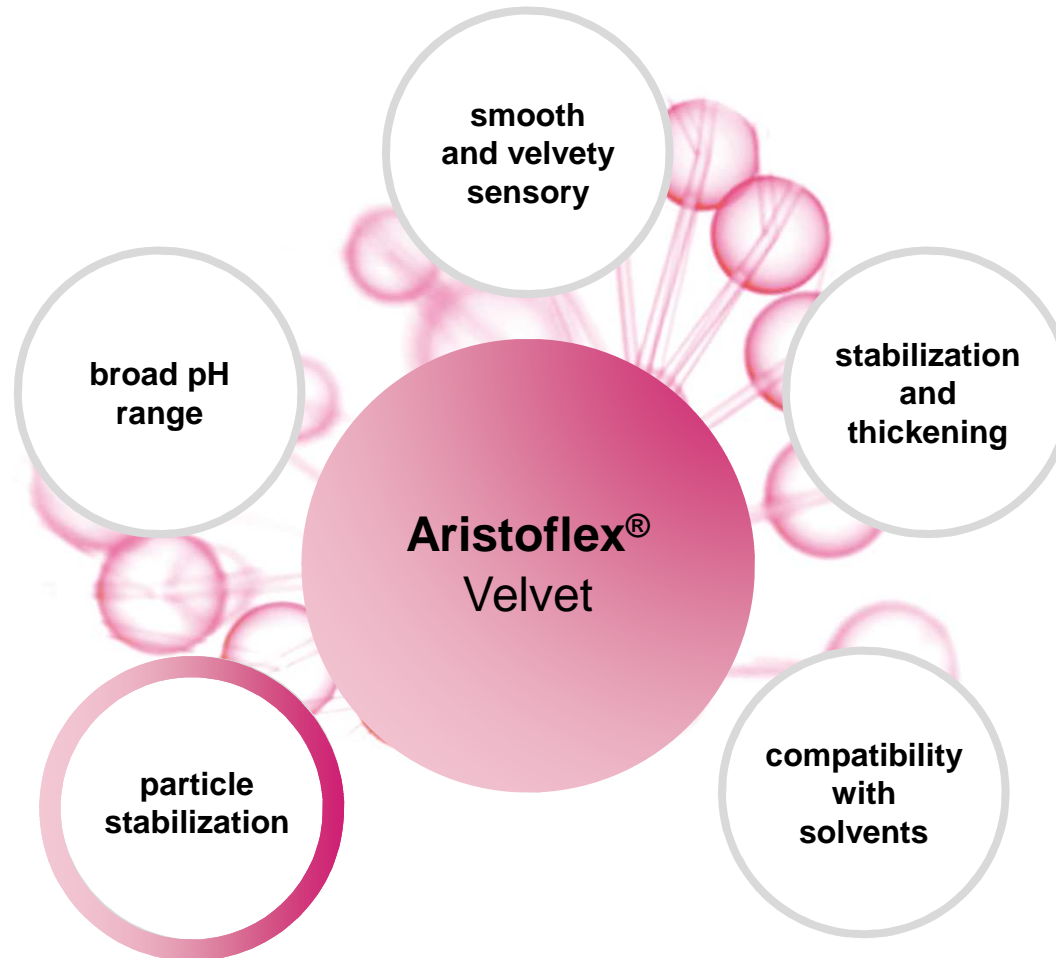 smooth
and velvety
sensory
broad pH
range
stabilization
and
thickening
Aristoflex®
Velvet
particle
stabilization
compatibility
with
solvents